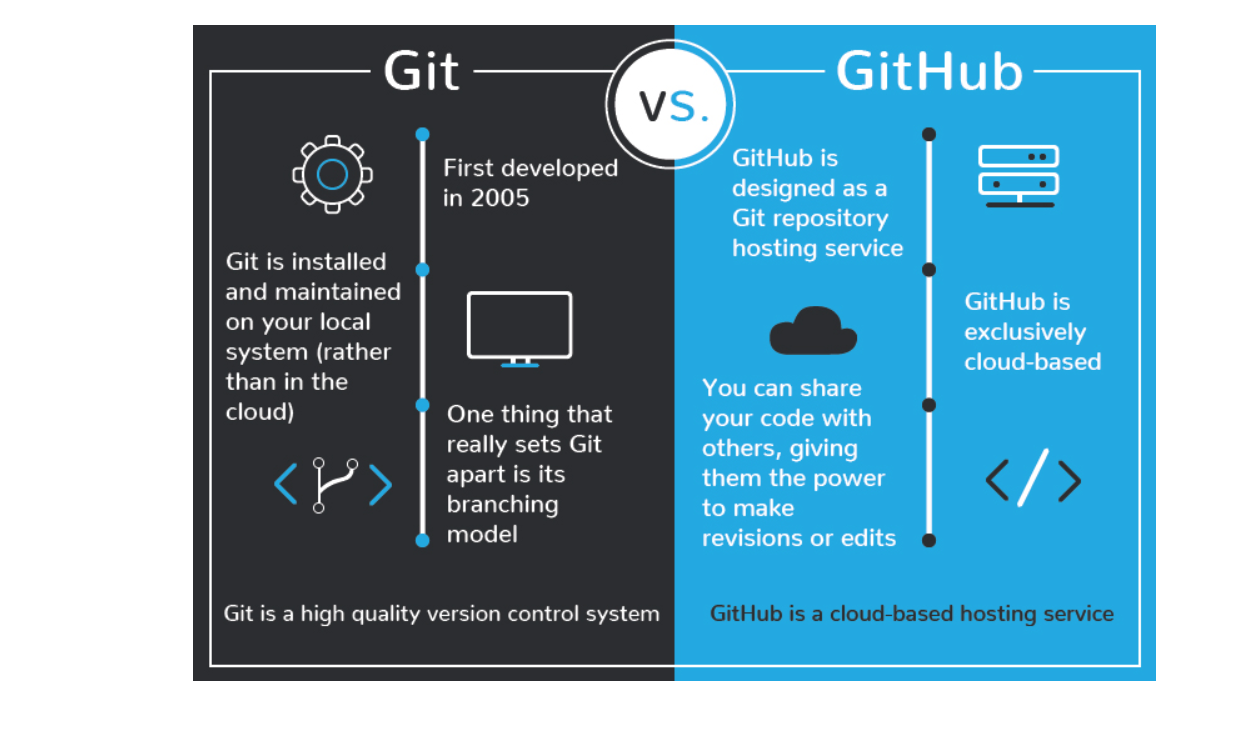 Git
vs.
GitHub
First developed
in 2005
Git is installed
and maintained
on your local
system (rather
than in the
cloud)
One thing that
really sets Git
apart is its
branching
model
Git is a high quality version control system
GitHub is
designed as a
Git repository
hosting service
GitHub is
exclusively
cloud-based
You can share
your code with
others, giving
them the power
to make
revisions or edits
GitHub is a cloud-based hosting service